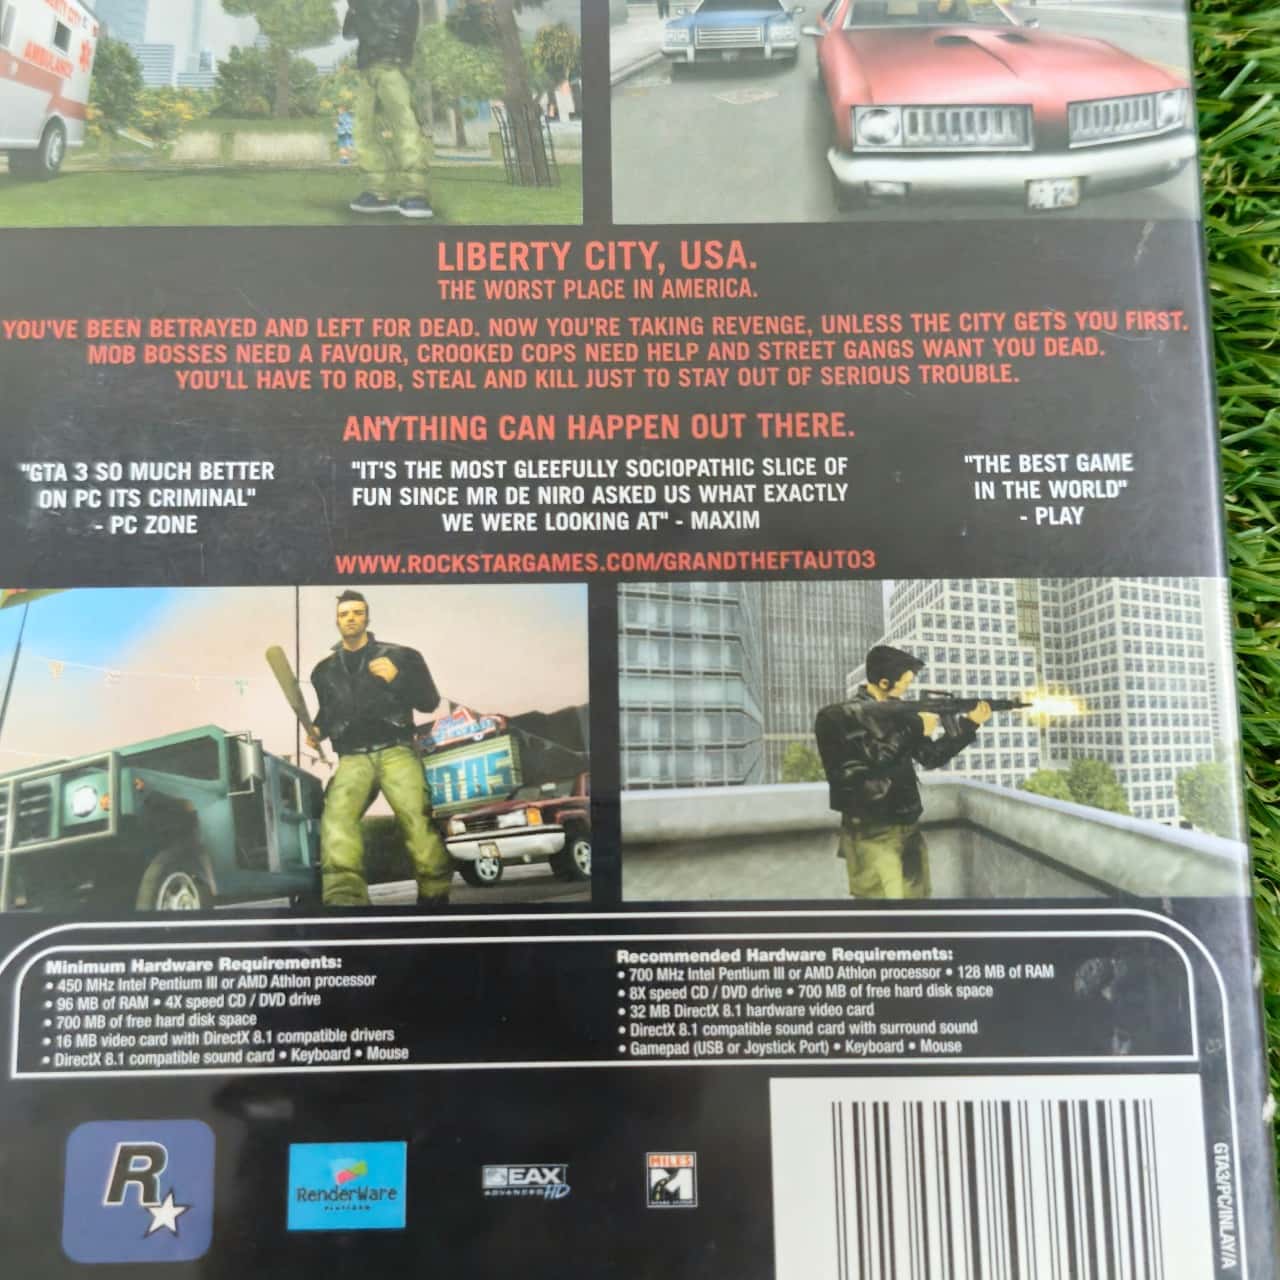 LIBERTY CITY
AMBULANCE
LIBERTY CITY, USA.
THE WORST PLACE IN AMERICA.
YOU'VE BEEN BETRAYED AND LEFT FOR DEAD. NOW YOU'RE TAKING REVENGE, UNLESS THE CITY GETS YOU FIRST.
MOB BOSSES NEED A FAVOUR, CROOKED COPS NEED HELP AND STREET GANGS WANT YOU DEAD.
YOU'LL HAVE TO ROB, STEAL AND KILL JUST TO STAY OUT OF SERIOUS TROUBLE.
ANYTHING CAN HAPPEN OUT THERE.
"GTA 3 SO MUCH BETTER
ON PC ITS CRIMINAL"
- PC ZONE
"IT'S THE MOST GLEEFULLY SOCIOPATHIC SLICE OF
FUN SINCE MR DE NIRO ASKED US WHAT EXACTLY
WE WERE LOOKING AT" - MAXIM
"THE BEST GAME
IN THE WORLD"
- PLAY
WWW.ROCKSTARGAMES.COM/GRANDTHEFTAUTO3
Minimum Hardware Requirements:
• 450 MHz Intel Pentium III or AMD Athlon processor
• 96 MB of RAM • 4X speed CD / DVD drive
• 700 MB of free hard disk space
• 16 MB video card with DirectX 8.1 compatible drivers
• DirectX 8.1 compatible sound card • Keyboard • Mouse
Recommended Hardware Requirements:
• 700 MHz Intel Pentium III or AMD Athlon processor • 128 MB of RAM
• 8X speed CD / DVD drive • 700 MB of free hard disk space
• 32 MB DirectX 8.1 hardware video card
• DirectX 8.1 compatible sound card with surround sound
• Gamepad (USB or Joystick Port) • Keyboard • Mouse
R
RenderWare
PLATFORM
EAX
ADVANCED HD
MILES
GTA3/PC/INLAY/A